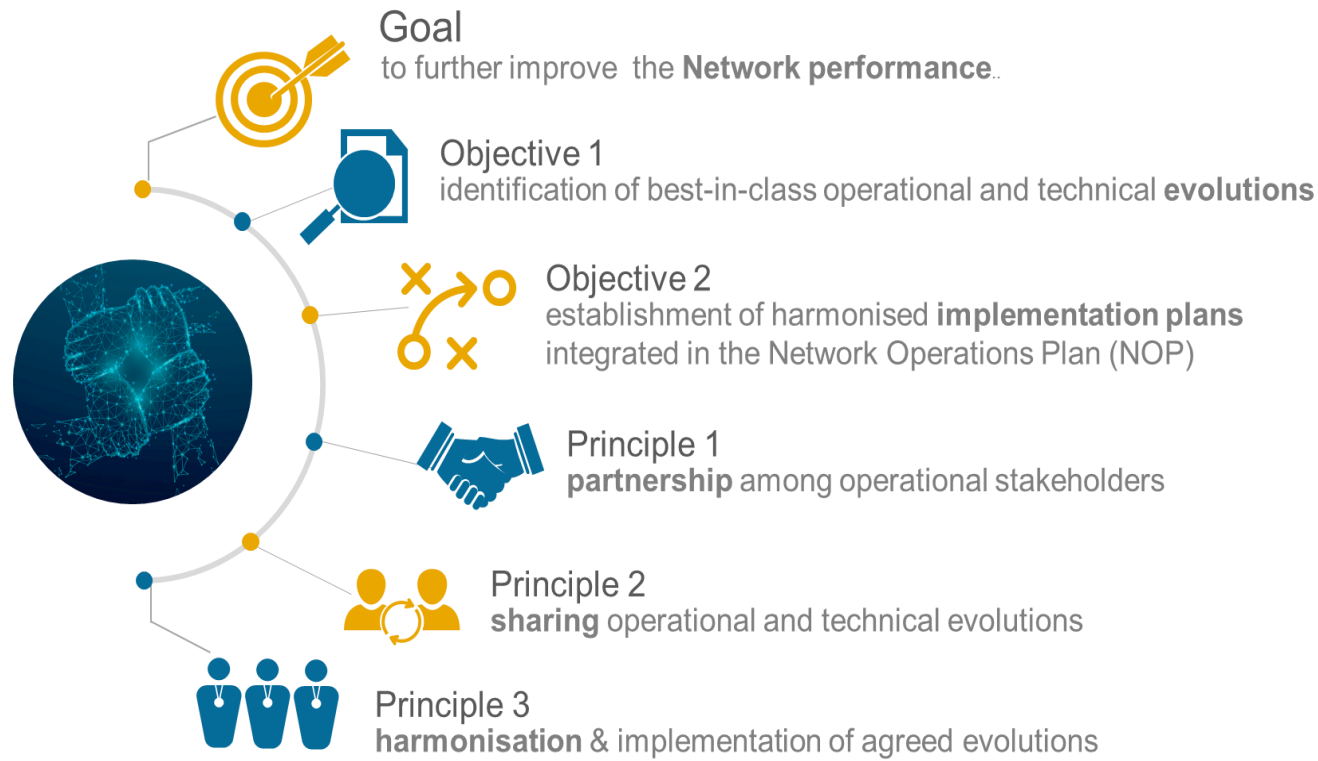 Goal
to further improve the Network performance..
Objective 1
identification of best-in-class operational and technical evolutions
Objective 2
establishment of harmonised implementation plans
integrated in the Network Operations Plan (NOP)
Principle 1
partnership among operational stakeholders
Principle 2
sharing operational and technical evolutions
Principle 3
harmonisation & implementation of agreed evolutions